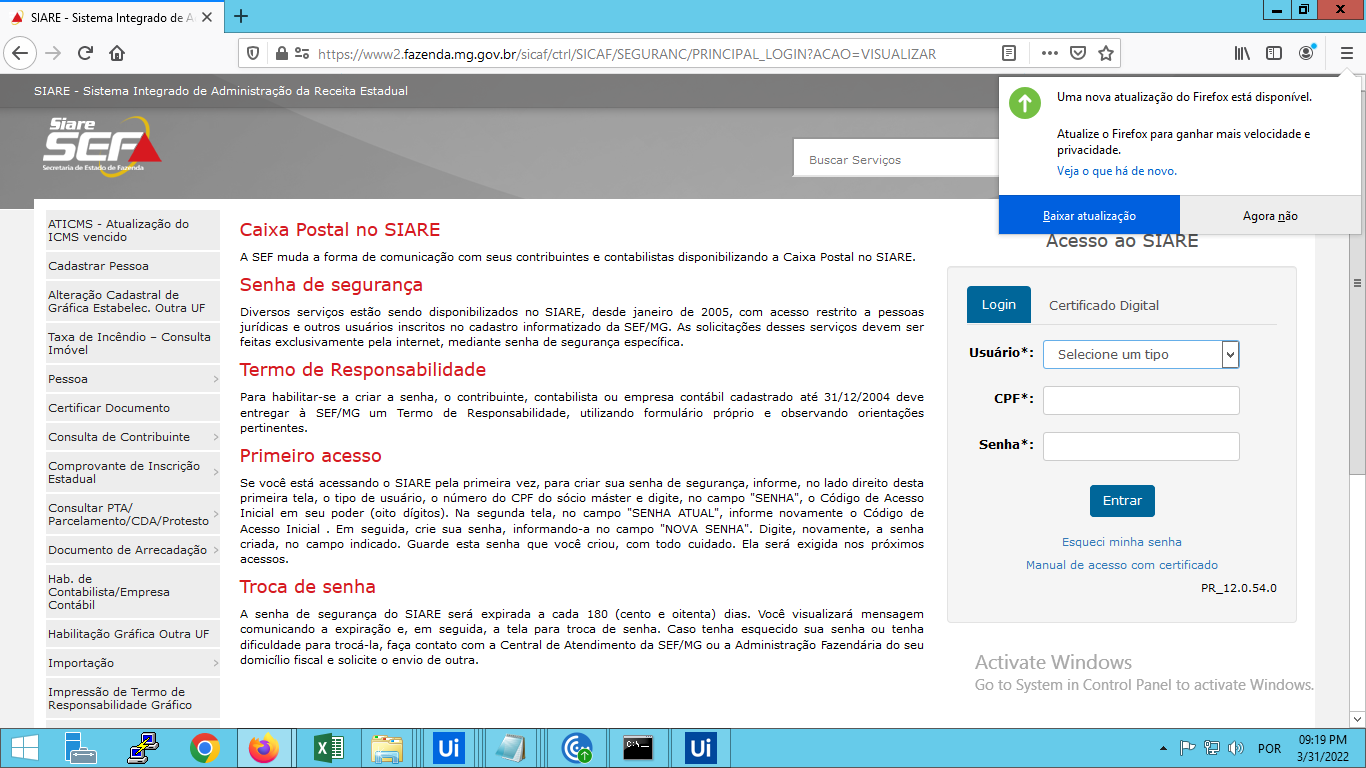 SIARE - Sistema Integrado de A
https://www2.fazenda.mg.gov.br/sicaf/ctrl/SICAF/SEGURANC/PRINCIPAL_LOGIN?ACAO=VISUALIZAR
SIARE - Sistema Integrado de Administração da Receita Estadual
Siare
SEF
Secretaria de Estado de Fazenda
Buscar Serviços
Uma nova atualização do Firefox está disponível.
Atualize o Firefox para ganhar mais velocidade e
privacidade.
Veja o que há de novo.
Baixar atualização
Agora não
ATICMS - Atualização do
ICMS vencido
Cadastrar Pessoa
Alteração Cadastral de
Gráfica Estabelec. Outra UF
Taxa de Incêndio – Consulta
Imóvel
Pessoa
Certificar Documento
Consulta de Contribuinte
Comprovante de Inscrição
Estadual
Consultar PTA/
Parcelamento/CDA/Protesto
Documento de Arrecadação
Hab. de
Contabilista/Empresa
Contábil
Habilitação Gráfica Outra UF
Importação
Impressão de Termo de
Responsabilidade Gráfico
Caixa Postal no SIARE
A SEF muda a forma de comunicação com seus contribuintes e contabilistas disponibilizando a Caixa Postal no SIARE.
Senha de segurança
Diversos serviços estão sendo disponibilizados no SIARE, desde janeiro de 2005, com acesso restrito a pessoas
jurídicas e outros usuários inscritos no cadastro informatizado da SEF/MG. As solicitações desses serviços devem ser
feitas exclusivamente pela internet, mediante senha de segurança específica.
Termo de Responsabilidade
Para habilitar-se a criar a senha, o contribuinte, contabilista ou empresa contábil cadastrado até 31/12/2004 deve
entregar à SEF/MG um Termo de Responsabilidade, utilizando formulário próprio e observando orientações
pertinentes.
Primeiro acesso
Se você está acessando o SIARE pela primeira vez, para criar sua senha de segurança, informe, no lado direito desta
primeira tela, o tipo de usuário, o número do CPF do sócio máster e digite, no campo "SENHA", o Código de Acesso
Inicial em seu poder (oito dígitos). Na segunda tela, no campo "SENHA ATUAL", informe novamente o Código de
Acesso Inicial . Em seguida, crie sua senha, informando-a no campo "NOVA SENHA". Digite, novamente, a senha
criada, no campo indicado. Guarde esta senha que você criou, com todo cuidado. Ela será exigida nos próximos
acessos.
Troca de senha
A senha de segurança do SIARE será expirada a cada 180 (cento e oitenta) dias. Você visualizará mensagem
comunicando a expiração e, em seguida, a tela para troca de senha. Caso tenha esquecido sua senha ou tenha
dificuldade para trocá-la, faça contato com a Central de Atendimento da SEF/MG ou a Administração Fazendária do seu
domicílio fiscal e solicite o envio de outra.
Acesso ao SIARE
Login
Certificado Digital
Usuário*:
Selecione um tipo
CPF*:
Senha*:
Entrar
Esqueci minha senha
Manual de acesso com certificado
PR_12.0.54.0
Activate Windows
Go to System in Control Panel to activate Windows.
Ui
C:\
Ui
POR
09:19 PM
3/31/2022